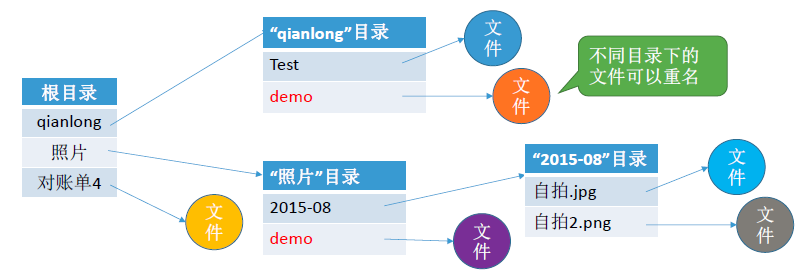 根目录
qianlong
照片
对账单4
文
件
“qianlong”目录
Test
demo
文
件
文
件
不同目录下的
文件可以重名
“照片”目录
2015-08
demo
文
件
“2015-08”目录
自拍.jpg
自拍2.png
文
件
文
件